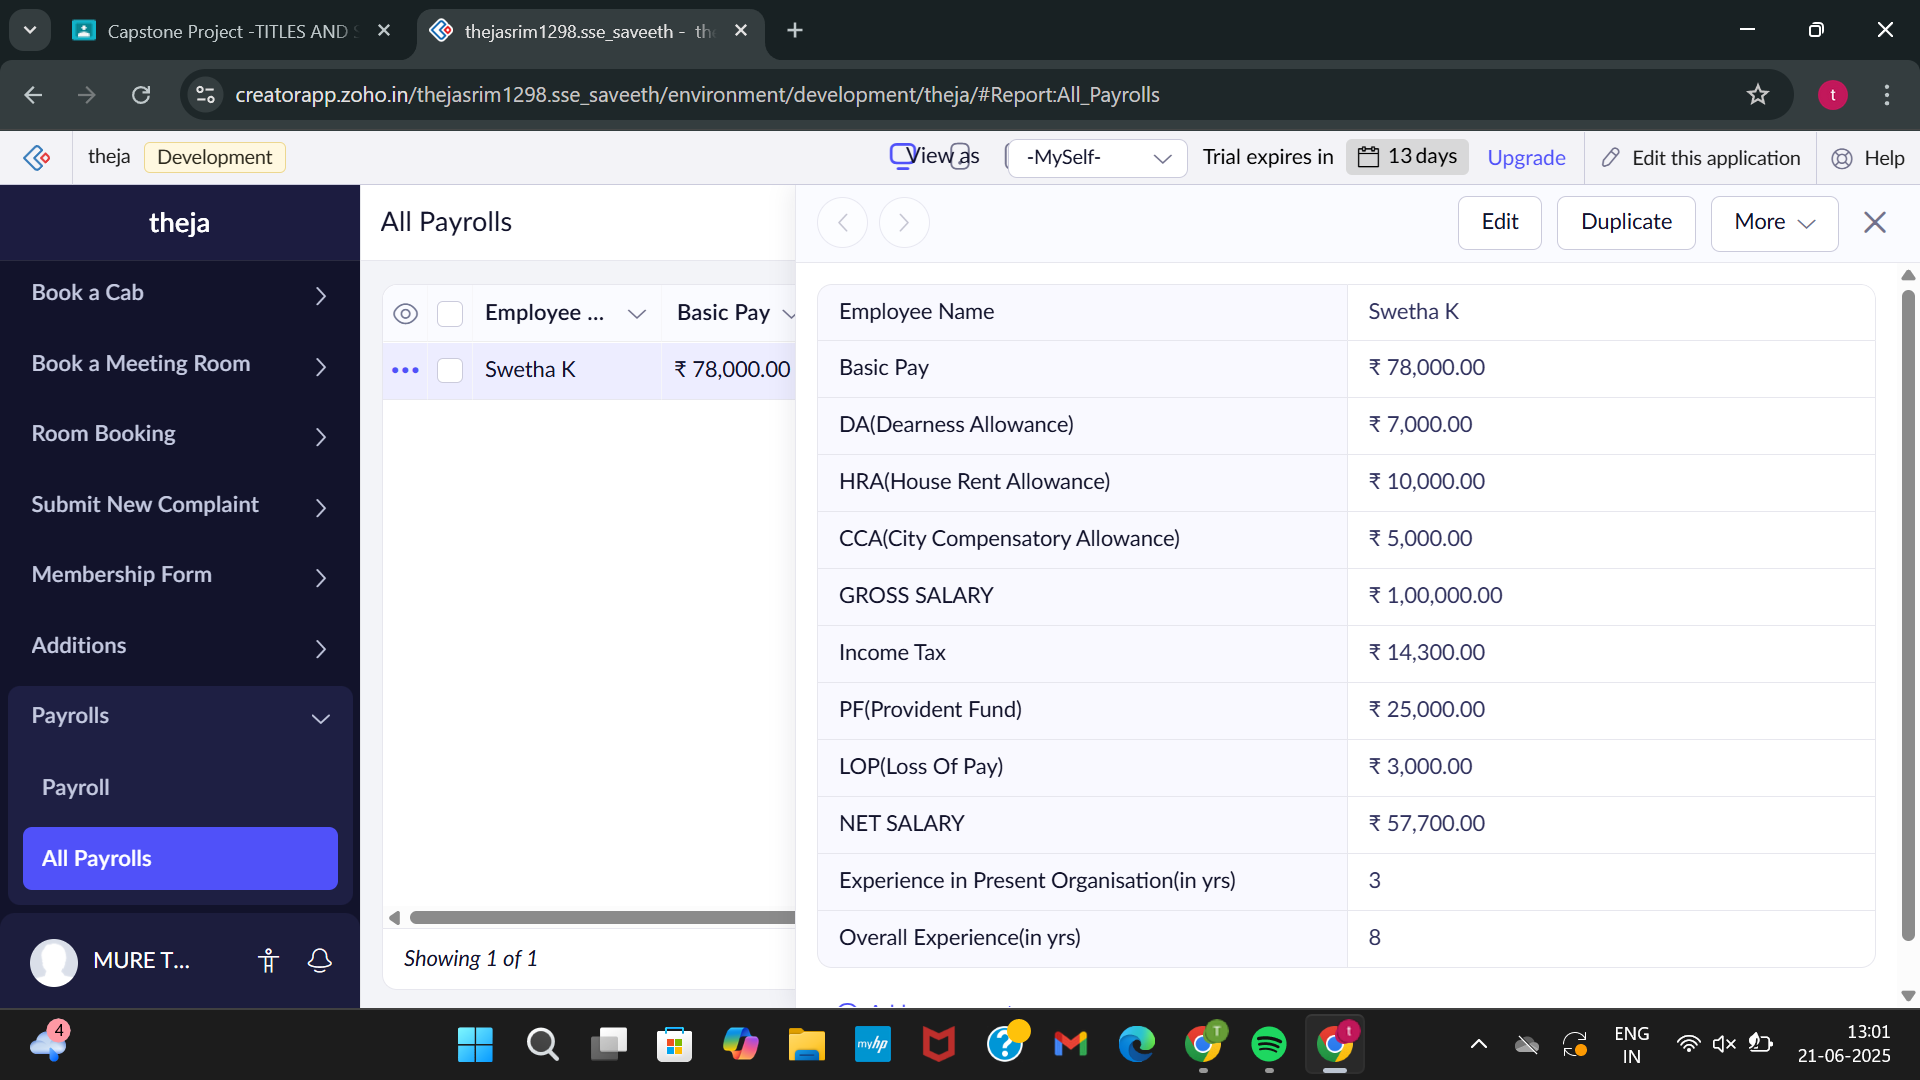 Capstone Project -TITLES AND S
thejasrim1298.sse_saveeth - the
creatorapp.zoho.in/thejasrim1298.sse_saveeth/environment/development/theja/#Report:All_Payrolls
t
theja
Development
View as
-MySelf-
Trial expires in
13 days
Upgrade
Edit this application
Help
theja
Book a Cab
Book a Meeting Room
Room Booking
Submit New Complaint
Membership Form
Additions
Payrolls
Payroll
All Payrolls
MURE T...
All Payrolls
Employee ...
Basic Pay
Swetha K
₹ 78,000.00
Showing 1 of 1
Edit
Duplicate
More
Employee Name
Swetha K
Basic Pay
₹ 78,000.00
DA(Dearness Allowance)
₹ 7,000.00
HRA(House Rent Allowance)
₹ 10,000.00
CCA(City Compensatory Allowance)
₹ 5,000.00
GROSS SALARY
₹ 1,00,000.00
Income Tax
₹ 14,300.00
PF(Provident Fund)
₹ 25,000.00
LOP(Loss Of Pay)
₹ 3,000.00
NET SALARY
₹ 57,700.00
Experience in Present Organisation(in yrs)
3
Overall Experience(in yrs)
8
4
myhp
T
t
ENG
IN
13:01
21-06-2025